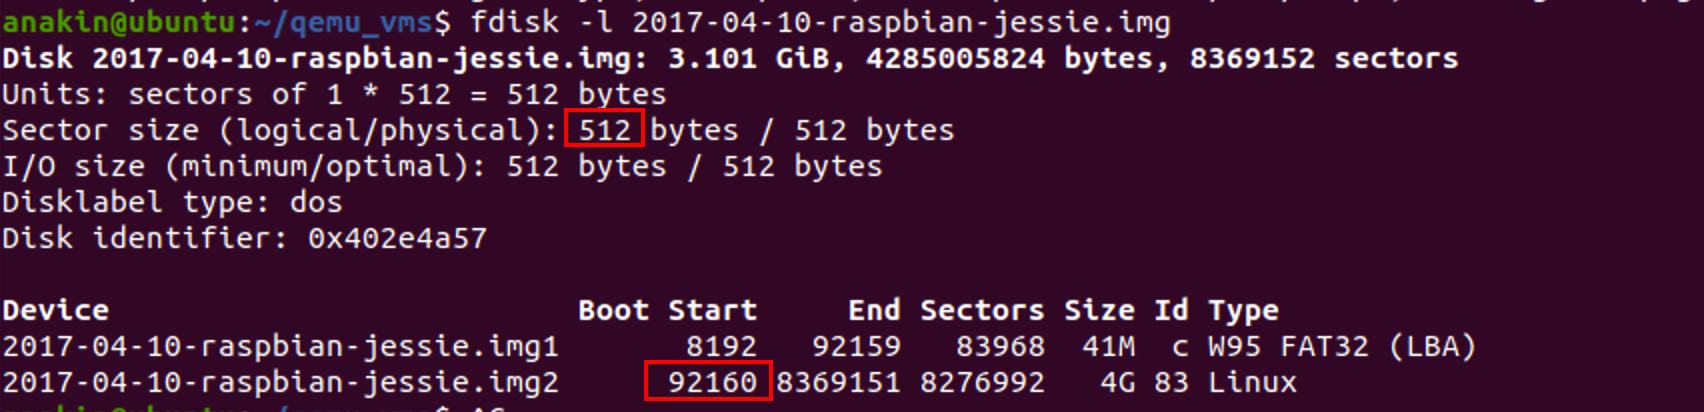 anakin@ubuntu:~/qemu_vms$ fdisk -l 2017-04-10-raspbian-jessie.img
Disk 2017-04-10-raspbian-jessie.img: 3.101 GiB, 4285005824 bytes, 8369152 sectors
Units: sectors of 1 * 512 = 512 bytes
Sector size (logical/physical): 512 bytes / 512 bytes
I/O size (minimum/optimal): 512 bytes / 512 bytes
Disklabel type: dos
Disk identifier: 0x402e4a57
Device Boot Start End Sectors Size Id Type
2017-04-10-raspbian-jessie.img1 8192 92159 83968 41M c W95 FAT32 (LBA)
2017-04-10-raspbian-jessie.img2 92160 8369151 8276992 4G 83 Linux